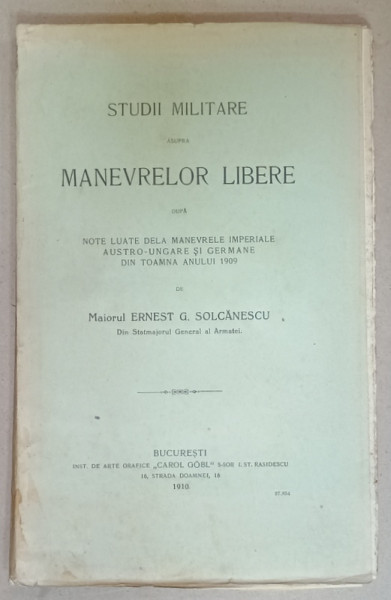 STUDII MILITARE
ASUPRA
MANEVRELOR LIBERE
DUPĂ
NOTE LUATE DELA MANEVRELE IMPERIALE
AUSTRO-UNGARE ȘI GERMANE
DIN TOAMNA ANULUI 1909
DE
Maiorul ERNEST G. SOLCĂNESCU
Din Statmajorul General al Armatei.
BUCUREȘTI
INST. DE ARTE GRAFICE „CAROL GÖBL" S-SOR I. ST. RASIDESCU
16, STRADA DOAMNEI, 16
1910